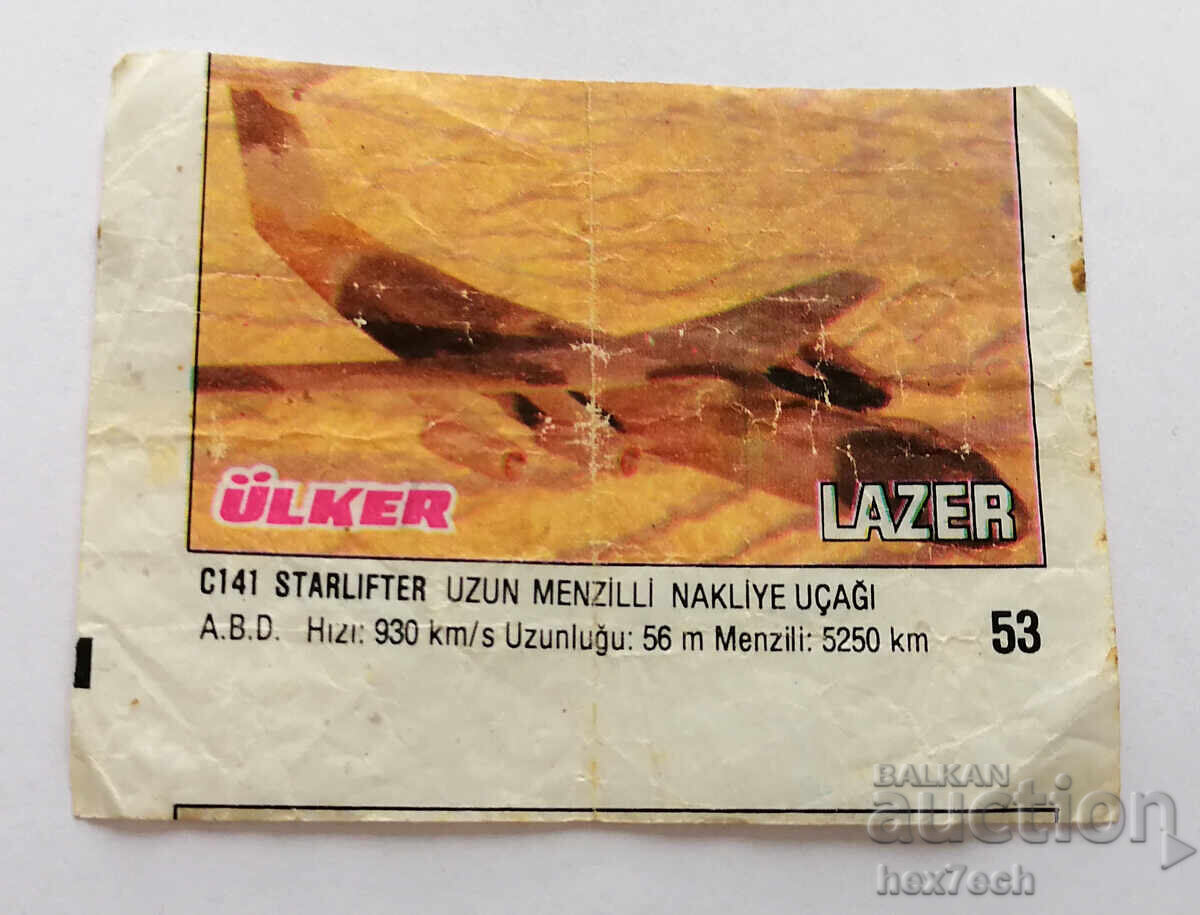 ÜLKER
LAZER
C141 STARLIFTER UZUN MENZİLLİ NAKLİYE UÇAĞI
A.B.D. Hızı: 930 km/s Uzunluğu: 56 m Menzili: 5250 km
53
BALKAN
auction
hex7ech